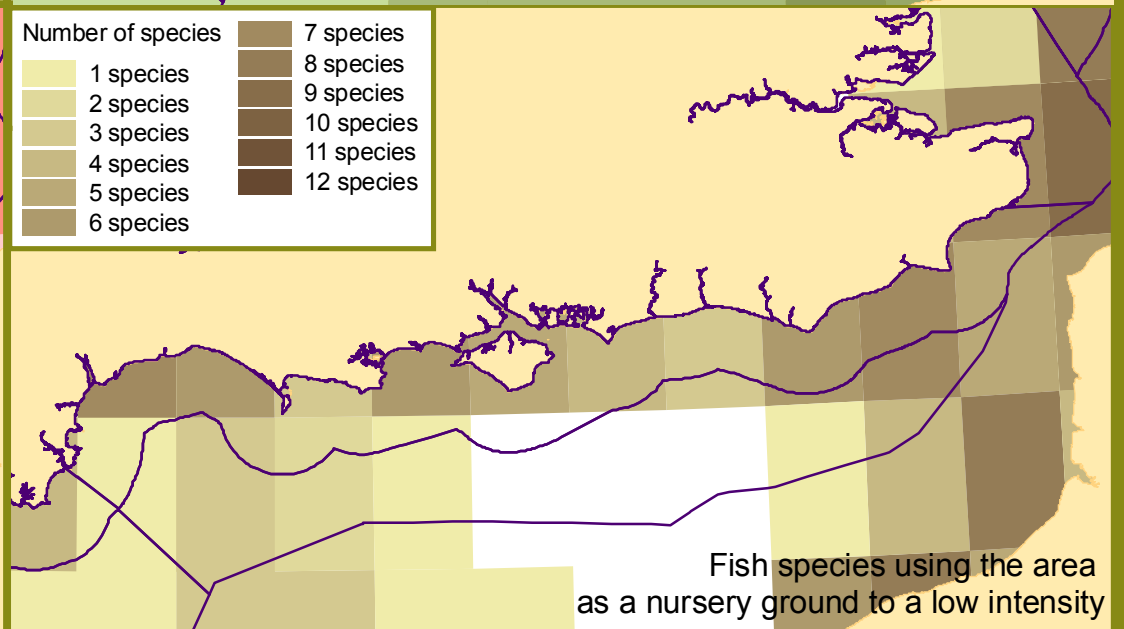 Number of species
1 species
2 species
3 species
4 species
5 species
6 species
7 species
8 species
9 species
10 species
11 species
12 species
Fish species using the area
as a nursery ground to a low intensity